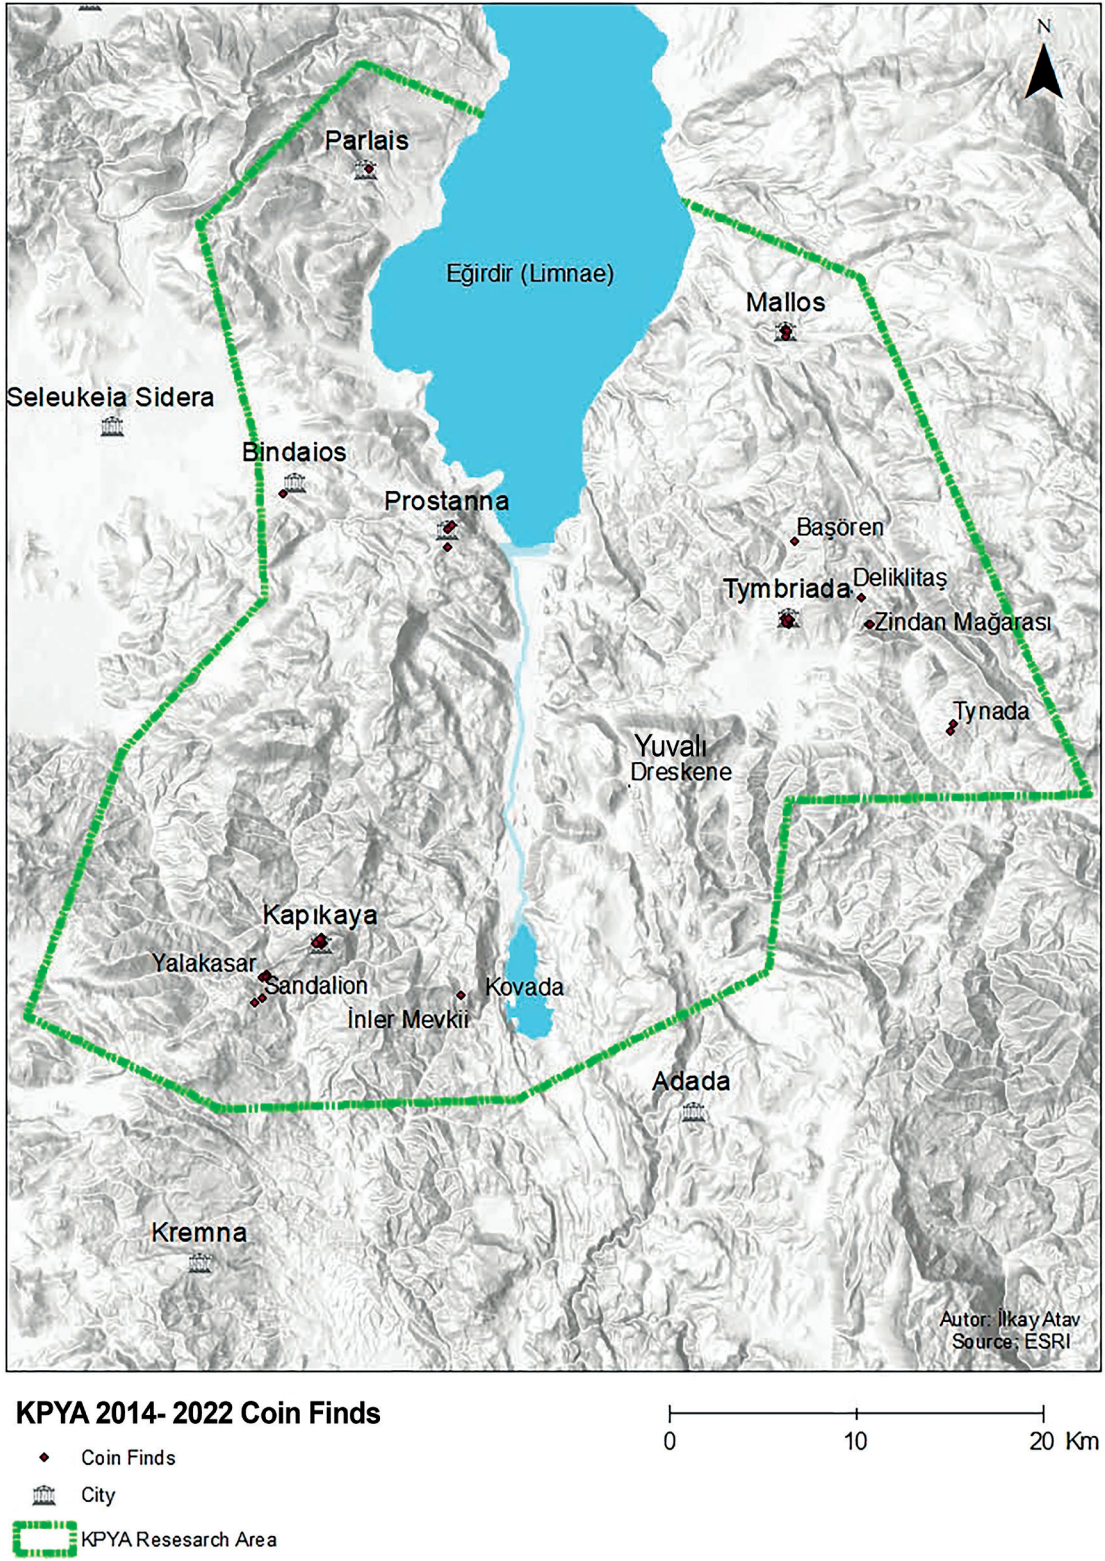 N
Parlais
Eğirdir (Limnae)
Mallos
Seleukeia Sidera
Bindaios
Prostanna
Başören
Deliklitaş
Tymbriada
Zindan Mağarası
Tynada
Yuvalı
Dreskene
Kapıkaya
Yalakasar
Sandalion
Kovada
İnler Mevkii
Adada
Kremna
Autor: İlkay Atav
Source: ESRI
KPYA 2014- 2022 Coin Finds
Coin Finds
City
KPYA Resesarch Area
0 10 20 Km